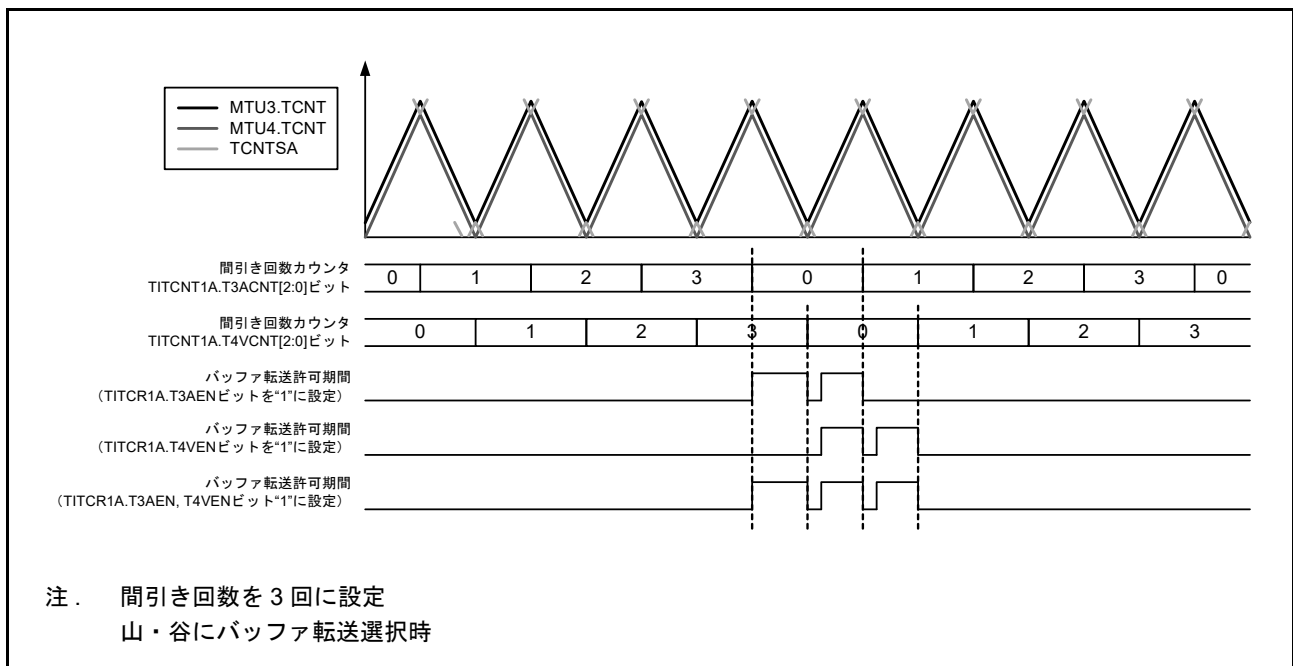 MTU3.TCNT
MTU4.TCNT
TCNTSA
間引き回数カウンタ
TITCNT1A.T3ACNT[2:0]ビット
0 1 2 3 0 1 2 3 0
間引き回数カウンタ
TITCNT1A.T4VCNT[2:0]ビット
0 1 2 3 0 1 2 3
バッファ転送許可期間
（TITCR1A.T3AENビットを“1”に設定）
バッファ転送許可期間
（TITCR1A.T4VENビットを“1”に設定）
バッファ転送許可期間
（TITCR1A.T3AEN, T4VENビット“1”に設定）
注 . 間引き回数を 3 回に設定
山・谷にバッファ転送選択時